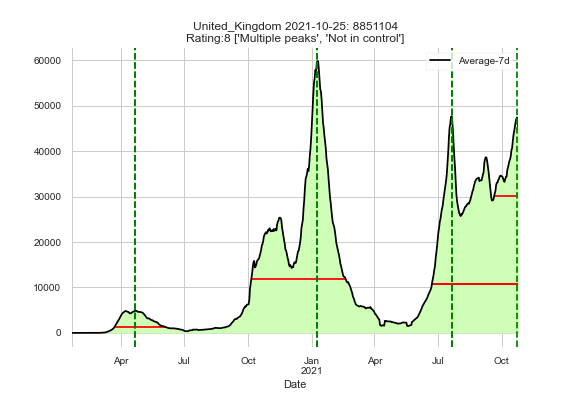 United_Kingdom 2021-10-25: 8851104
Rating:8 ['Multiple peaks', 'Not in control']
Average-7d
60000
50000
40000
30000
20000
10000
0
Apr Jul Oct Jan Apr Jul Oct
2021
Date